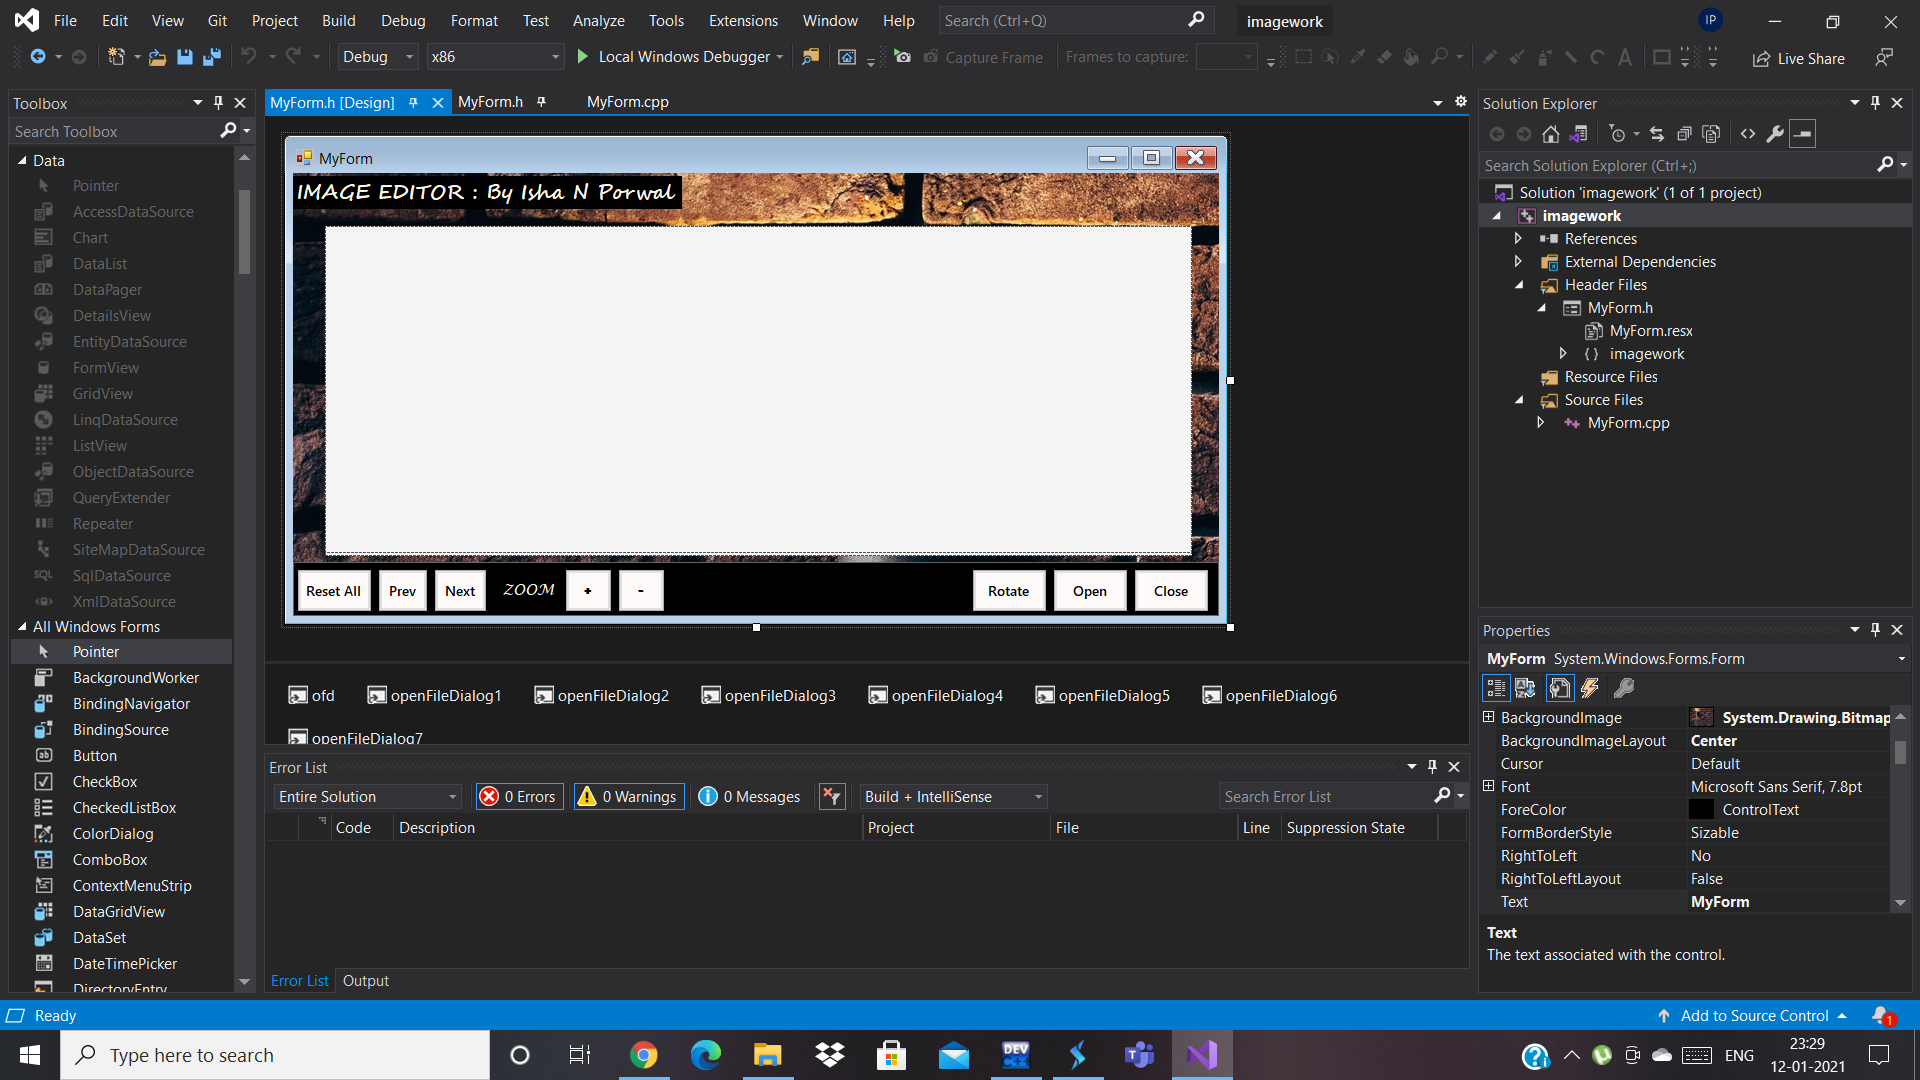 File Edit View Git Project Build Debug Format Test Analyze Tools Extensions Window Help Search (Ctrl+Q) imagework IP
Debug x86 Local Windows Debugger Capture Frame Frames to capture: Live Share
Toolbox
Search Toolbox
Data
Pointer
AccessDataSource
Chart
DataList
DataPager
DetailsView
EntityDataSource
FormView
GridView
LinqDataSource
ListView
ObjectDataSource
QueryExtender
Repeater
SiteMapDataSource
SqlDataSource
XmlDataSource
All Windows Forms
Pointer
BackgroundWorker
BindingNavigator
BindingSource
Button
CheckBox
CheckedListBox
ColorDialog
ComboBox
ContextMenuStrip
DataGridView
DataSet
DateTimePicker
DirectoryEntry
MyForm.h [Design] MyForm.h MyForm.cpp
MyForm
IMAGE EDITOR : By Isha N Porwal
Reset All Prev Next ZOOM + - Rotate Open Close
ofd openFileDialog1 openFileDialog2 openFileDialog3 openFileDialog4 openFileDialog5 openFileDialog6
openFileDialog7
Error List
Entire Solution 0 Errors 0 Warnings 0 Messages Build + IntelliSense Search Error List
Code Description Project File Line Suppression State
Error List Output
Solution Explorer
Search Solution Explorer (Ctrl+;)
Solution 'imagework' (1 of 1 project)
imagework
References
External Dependencies
Header Files
MyForm.h
MyForm.resx
imagework
Resource Files
Source Files
MyForm.cpp
Properties
MyForm System.Windows.Forms.Form
BackgroundImage System.Drawing.Bitmap
BackgroundImageLayout Center
Cursor Default
Font Microsoft Sans Serif, 7.8pt
ForeColor ControlText
FormBorderStyle Sizable
RightToLeft No
RightToLeftLayout False
Text MyForm
Text
The text associated with the control.
Ready Add to Source Control 1
Type here to search DEV C++ ENG 23:29
12-01-2021